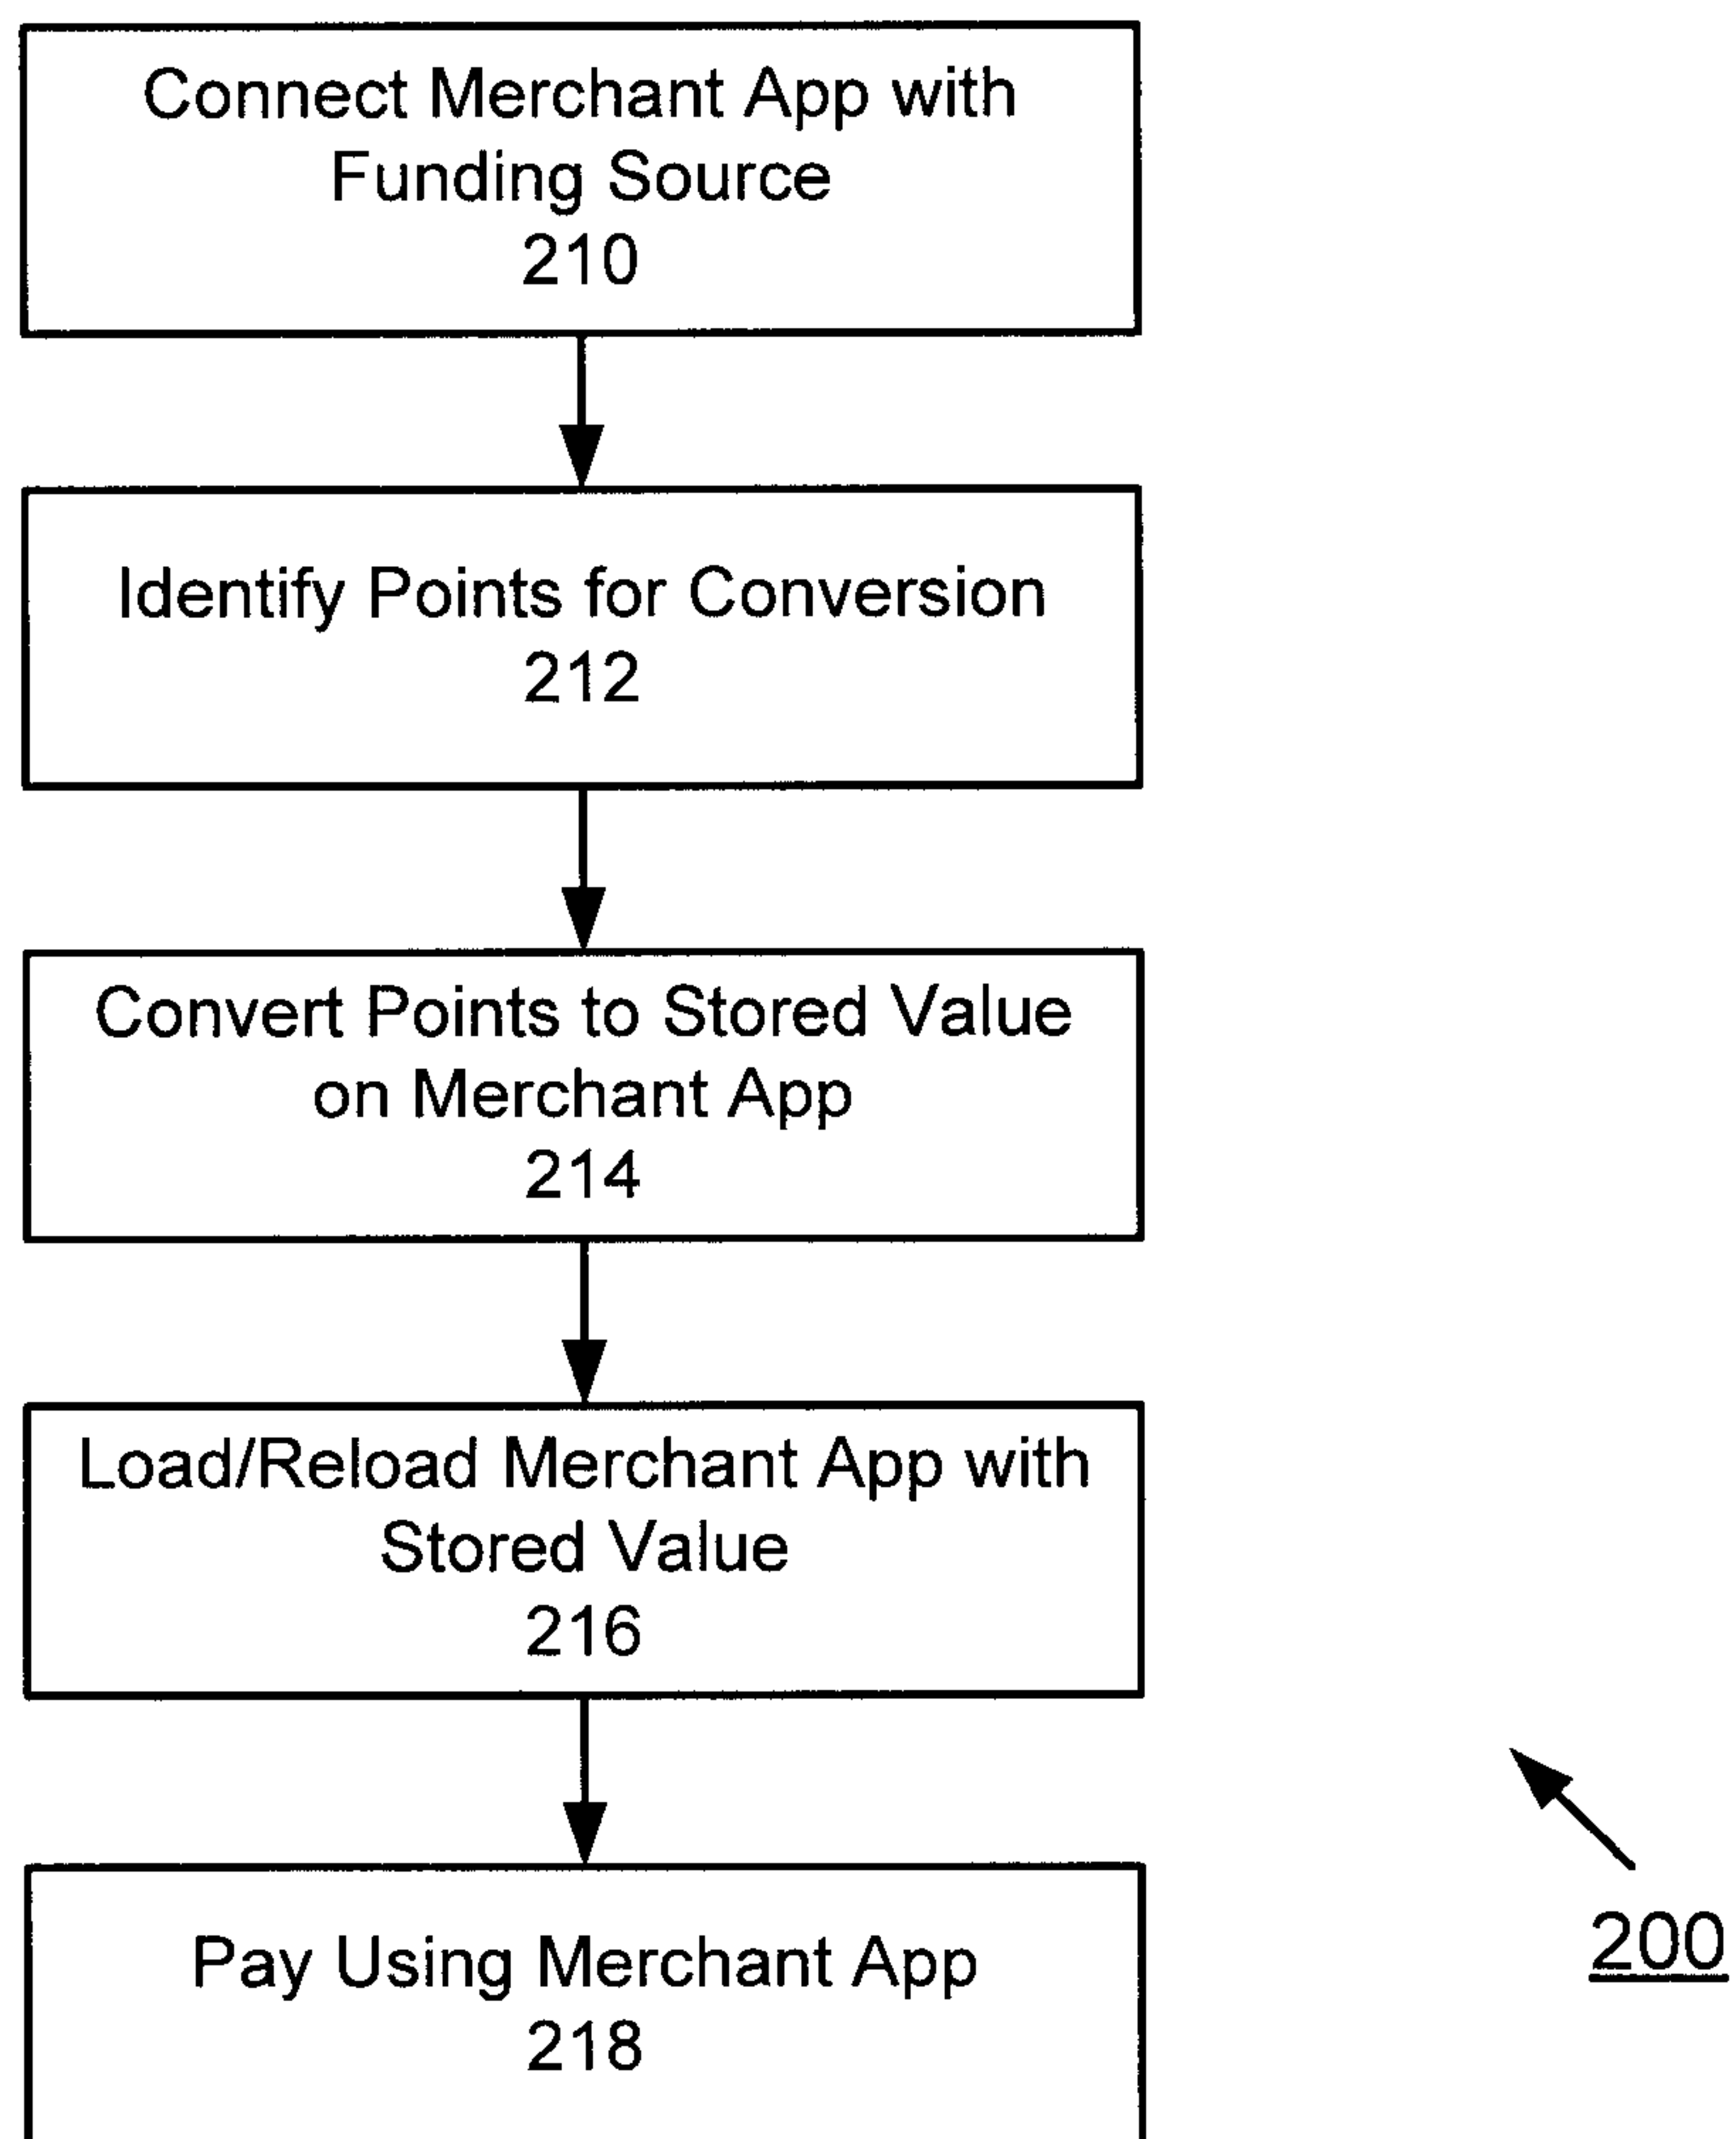 Connect Merchant App with
Funding Source
210
Identify Points for Conversion
212
Convert Points to Stored Value
on Merchant App
214
Load/Reload Merchant App with
Stored Value
216
Pay Using Merchant App
218
200